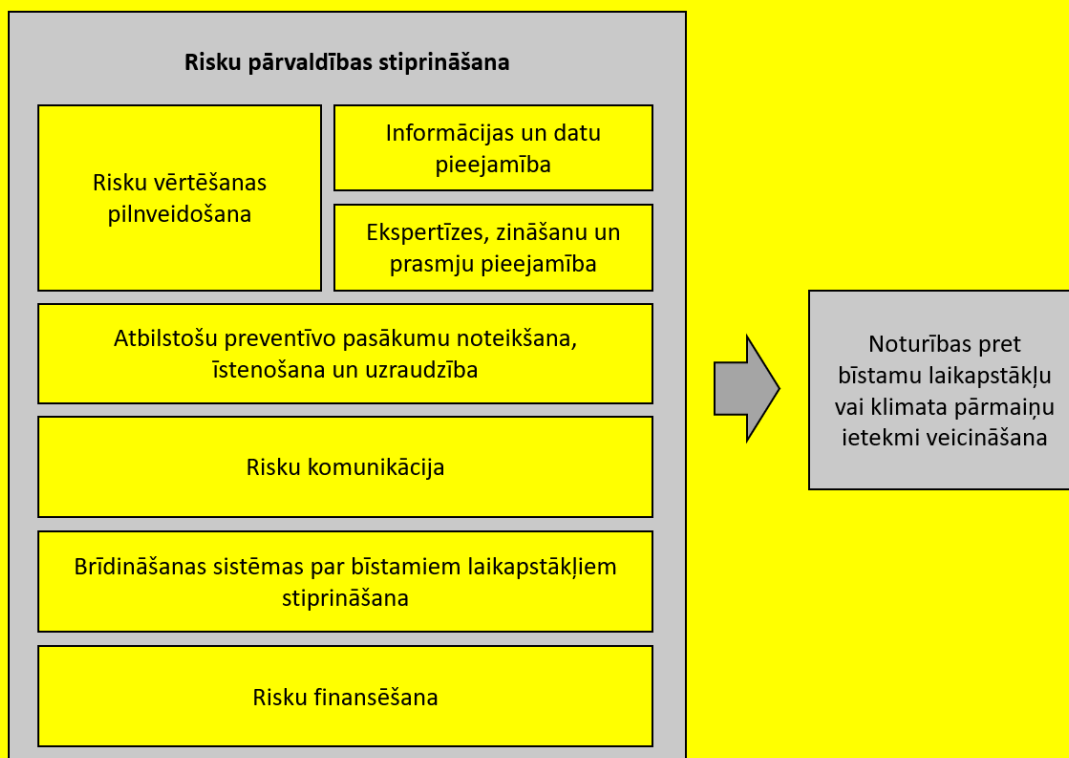 Risku pārvaldības stiprināšana
Risku vērtēšanas
pilnveidošana
Informācijas un datu
pieejamība
Ekspertīzes, zināšanu un
prasmju pieejamība
Atbilstošu preventīvo pasākumu noteikšana,
īstenošana un uzraudzība
Risku komunikācija
Brīdināšanas sistēmas par bīstamiem laikapstākļiem
stiprināšana
Risku finansēšana
Noturības pret
bīstamu laikapstākļu
vai klimata pārmaiņu
ietekmi veicināšana